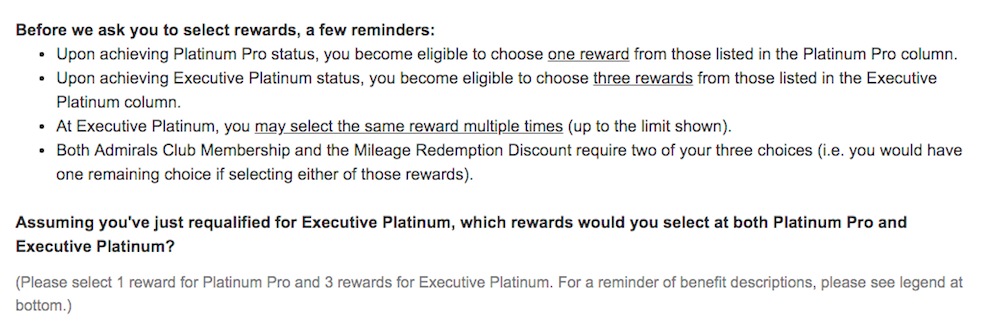 Before we ask you to select rewards, a few reminders:
• Upon achieving Platinum Pro status, you become eligible to choose one reward from those listed in the Platinum Pro column.
• Upon achieving Executive Platinum status, you become eligible to choose three rewards from those listed in the Executive
Platinum column.
• At Executive Platinum, you may select the same reward multiple times (up to the limit shown).
• Both Admirals Club Membership and the Mileage Redemption Discount require two of your three choices (i.e. you would have
one remaining choice if selecting either of those rewards).
Assuming you've just requalified for Executive Platinum, which rewards would you select at both Platinum Pro and
Executive Platinum?
(Please select 1 reward for Platinum Pro and 3 rewards for Executive Platinum. For a reminder of benefit descriptions, please see legend at
bottom.)